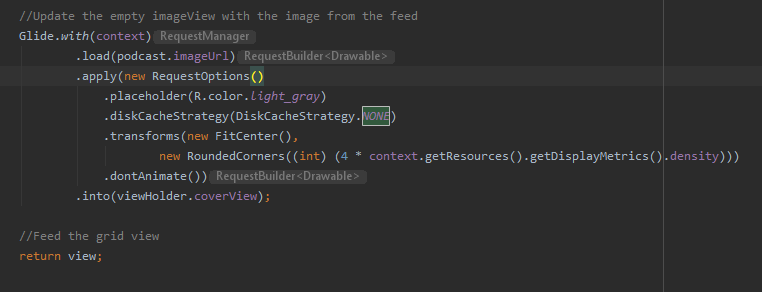 //Update the empty imageView with the image from the feed
Glide.with(context) RequestManager
.load(podcast.imageUrl) RequestBuilder<Drawable>
.apply(new RequestOptions()
.placeholder(R.color.light_gray)
.diskCacheStrategy(DiskCacheStrategy.NONE)
.transforms(new FitCenter(),
new RoundedCorners((int) (4 * context.getResources().getDisplayMetrics().density)))
.dontAnimate()) RequestBuilder<Drawable>
.into(viewHolder.coverView);
//Feed the grid view
return view;